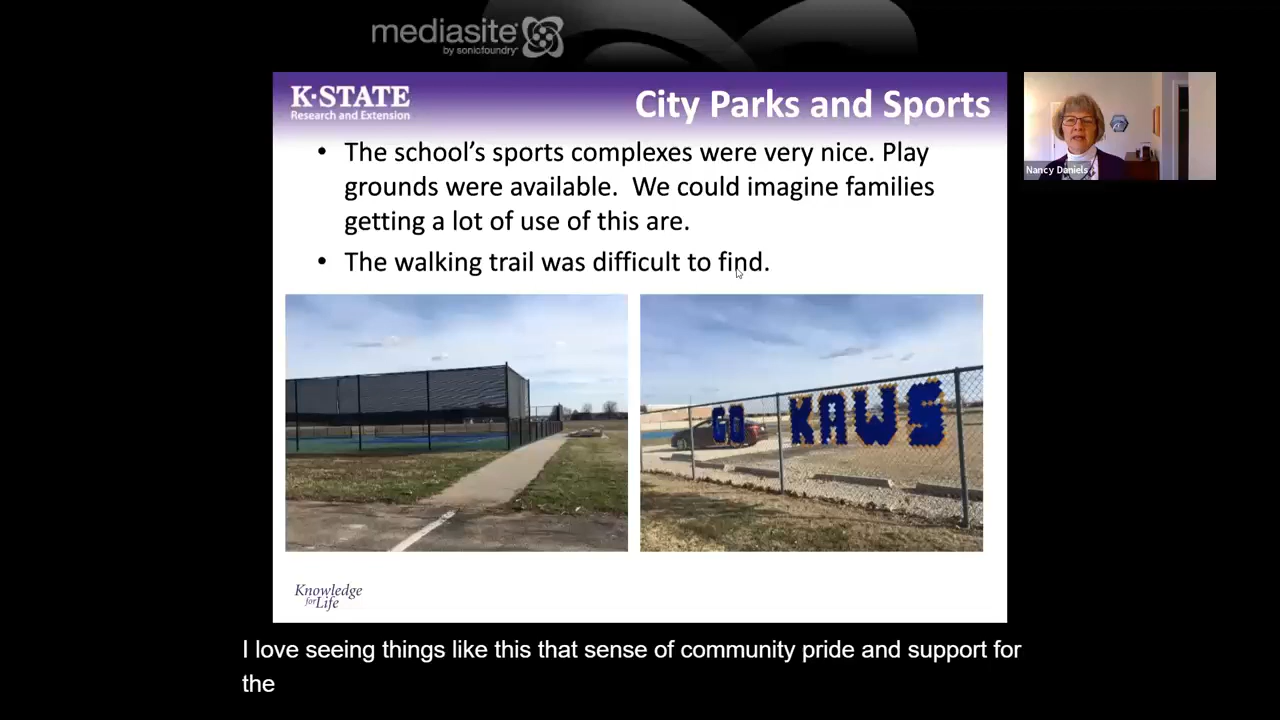 mediasite
by sonicfoundry
K-STATE
Research and Extension
City Parks and Sports
• The school's sports complexes were very nice. Play
grounds were available.  We could imagine families
getting a lot of use of this are.
• The walking trail was difficult to find.
Nancy Daniels
GO KAWS
Knowledge
for Life
I love seeing things like this that sense of community pride and support for
the